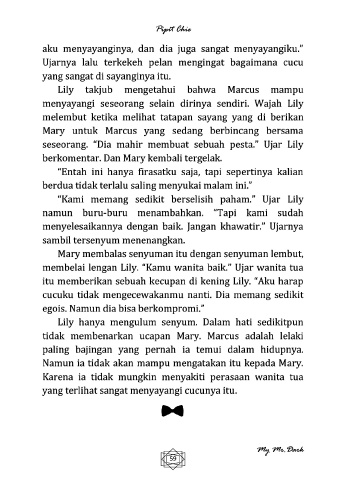 Pipit Chie
aku menyayanginya, dan dia juga sangat menyayangiku.”
Ujarnya lalu terkekeh pelan mengingat bagaimana cucu
yang sangat di sayanginya itu.
Lily takjub mengetahui bahwa Marcus mampu
menyayangi seseorang selain dirinya sendiri. Wajah Lily
melembut ketika melihat tatapan sayang yang di berikan
Mary untuk Marcus yang sedang berbincang bersama
seseorang. “Dia mahir membuat sebuah pesta.” Ujar Lily
berkomentar. Dan Mary kembali tergelak.
“Entah ini hanya firasatku saja, tapi sepertinya kalian
berdua tidak terlalu saling menyukai malam ini.”
“Kami memang sedikit berselisih paham.” Ujar Lily
namun buru-buru menambahkan. “Tapi kami sudah
menyelesaikannya dengan baik. Jangan khawatir.” Ujarnya
sambil tersenyum menenangkan.
Mary membalas senyuman itu dengan senyuman lembut,
membelai lengan Lily. “Kamu wanita baik.” Ujar wanita tua
itu memberikan sebuah kecupan di kening Lily. “Aku harap
cucuku tidak mengecewakanmu nanti. Dia memang sedikit
egois. Namun dia bisa berkompromi.”
Lily hanya mengulum senyum. Dalam hati sedikitpun
tidak membenarkan ucapan Mary. Marcus adalah lelaki
paling bajingan yang pernah ia temui dalam hidupnya.
Namun ia tidak akan mampu mengatakan itu kepada Mary.
Karena ia tidak mungkin menyakiti perasaan wanita tua
yang terlihat sangat menyayangi cucunya itu.
59
My Mr. Dark